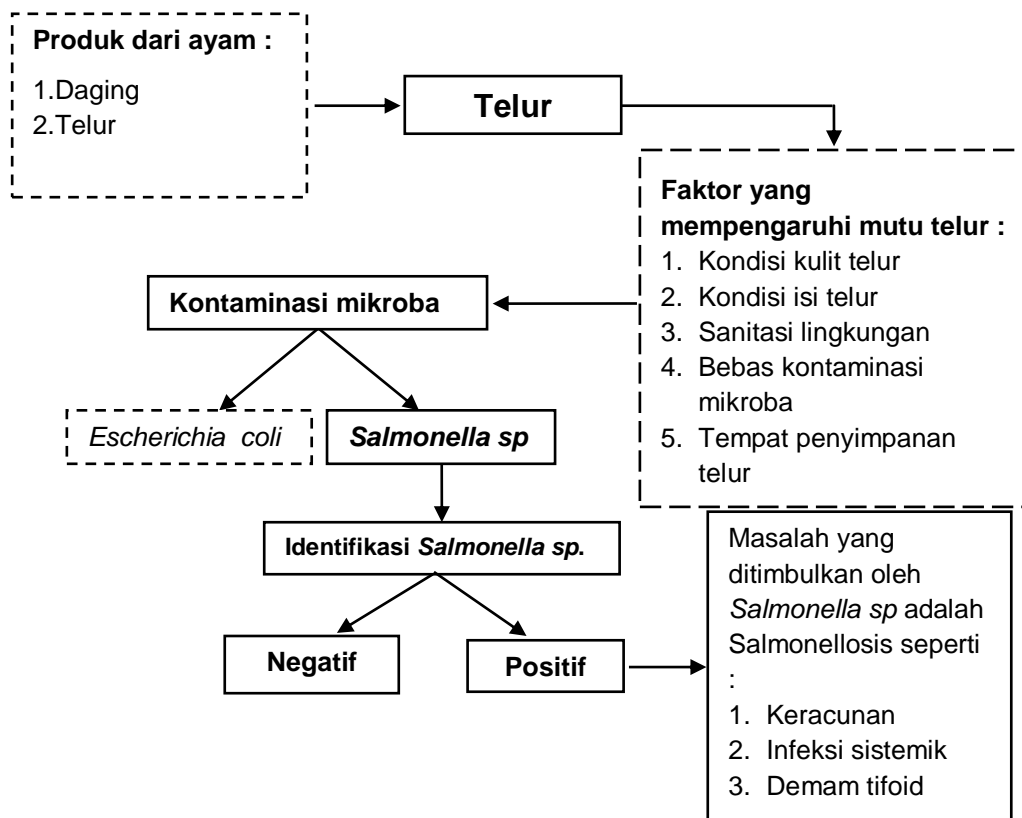 Produk dari ayam :
1.Daging
2.Telur
Telur
Faktor yang
mempengaruhi mutu telur :
1. Kondisi kulit telur
2. Kondisi isi telur
3. Sanitasi lingkungan
4. Bebas kontaminasi
mikroba
5. Tempat penyimpanan
telur
Kontaminasi mikroba
Escherichia coli
Salmonella sp
Identifikasi Salmonella sp.
Negatif
Positif
Masalah yang
ditimbulkan oleh
Salmonella sp adalah
Salmonellosis seperti
:
1. Keracunan
2. Infeksi sistemik
3. Demam tifoid